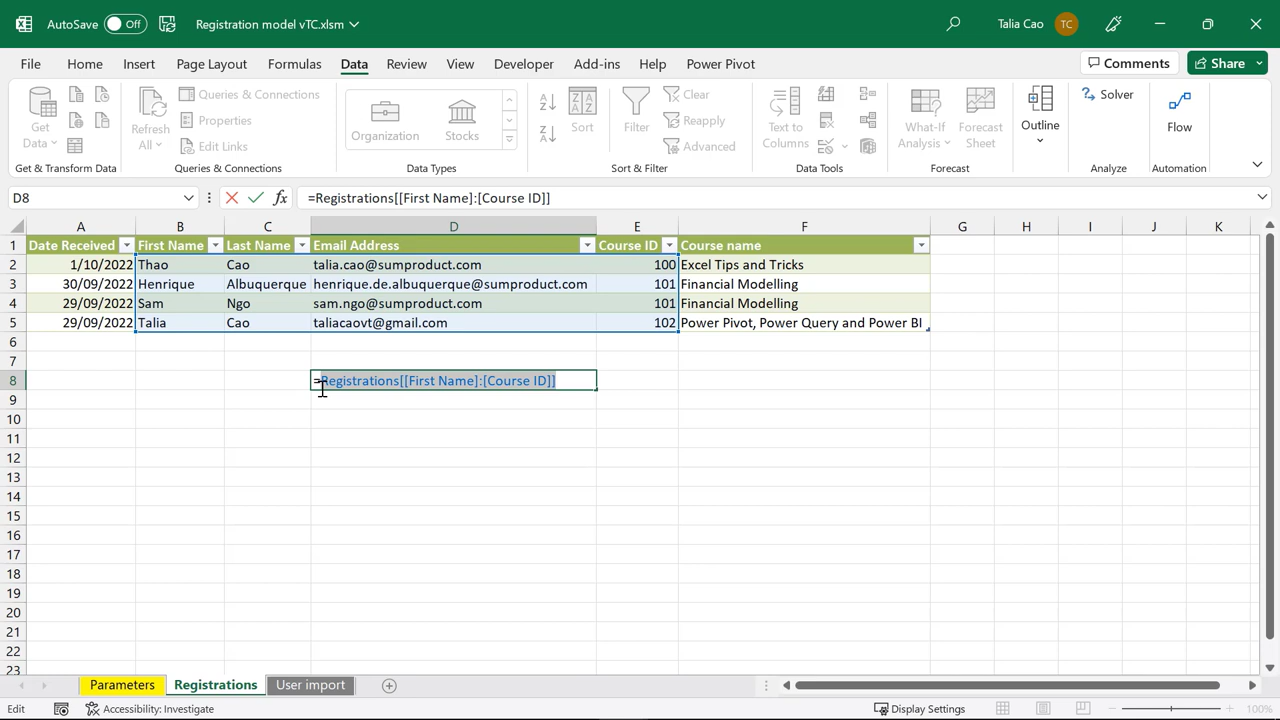 AutoSave Off Registration model vTC.xlsm Talia Cao TC
File Home Insert Page Layout Formulas Data Review View Developer Add-ins Help Power Pivot Comments Share
Get Data
Refresh All
Queries & Connections
Properties
Edit Links
Organization
Stocks
Sort
Filter
Clear
Reapply
Advanced
Text to Columns
What-If Analysis
Forecast Sheet
Outline
Solver
Flow
Get & Transform Data Queries & Connections Data Types Sort & Filter Data Tools Forecast Analyze Automation
D8 fx =Registrations[[First Name]:[Course ID]]
A B C D E F G H I J K
1 Date Received First Name Last Name Email Address Course ID Course name
2 1/10/2022 Thao Cao talia.cao@sumproduct.com 100 Excel Tips and Tricks
3 30/09/2022 Henrique Albuquerque henrique.de.albuquerque@sumproduct.com 101 Financial Modelling
4 29/09/2022 Sam Ngo sam.ngo@sumproduct.com 101 Financial Modelling
5 29/09/2022 Talia Cao taliacaovt@gmail.com 102 Power Pivot, Power Query and Power BI
6
7
8 =Registrations[[First Name]:[Course ID]]
9
10
11
12
13
14
15
16
17
18
19
20
21
22
23
Parameters Registrations User import
Edit Accessibility: Investigate Display Settings 100%